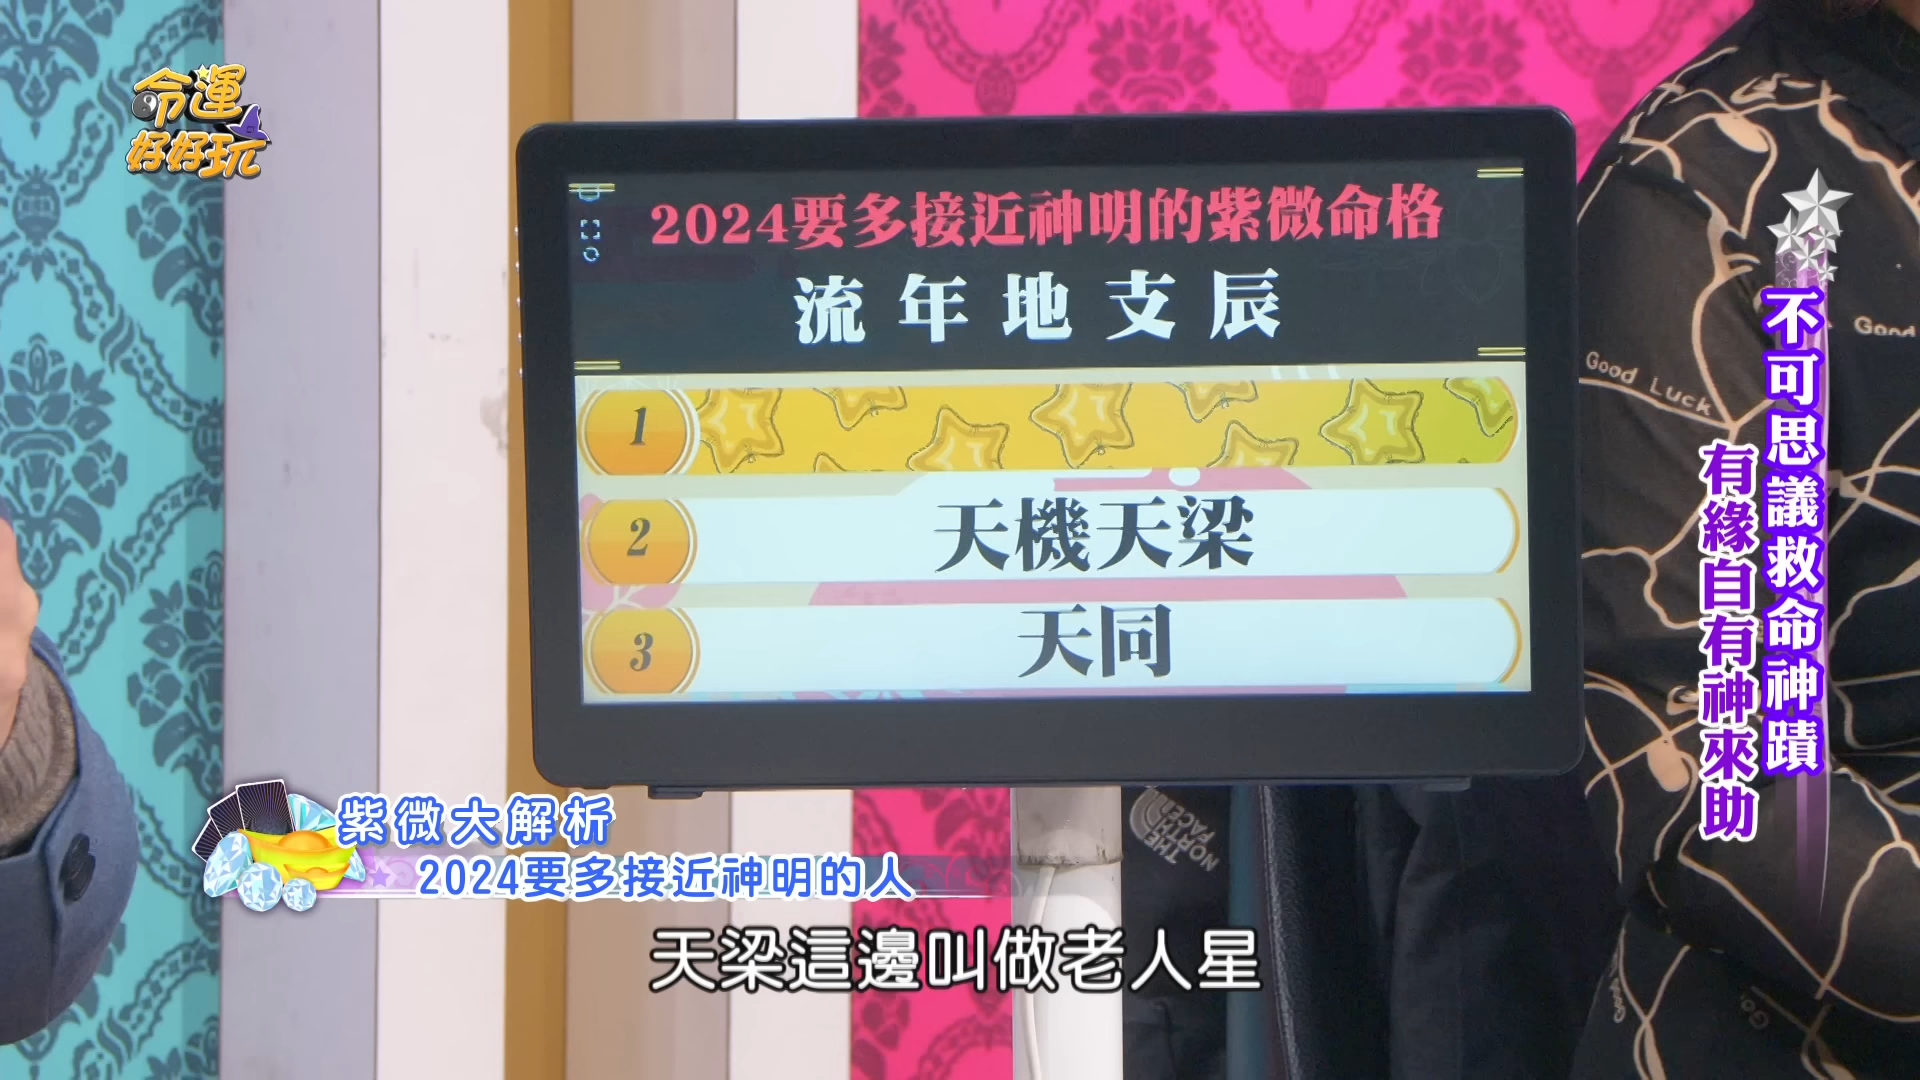 命運
好好玩
2024要多接近神明的紫微命格
流年地支辰
1
2
天機天梁
3
天同
不可思議救命神蹟
有緣自有神來助
Good Luck
Good
THE
NORTH
FACE
紫微大解析
2024要多接近神明的人
天梁這邊叫做老人星